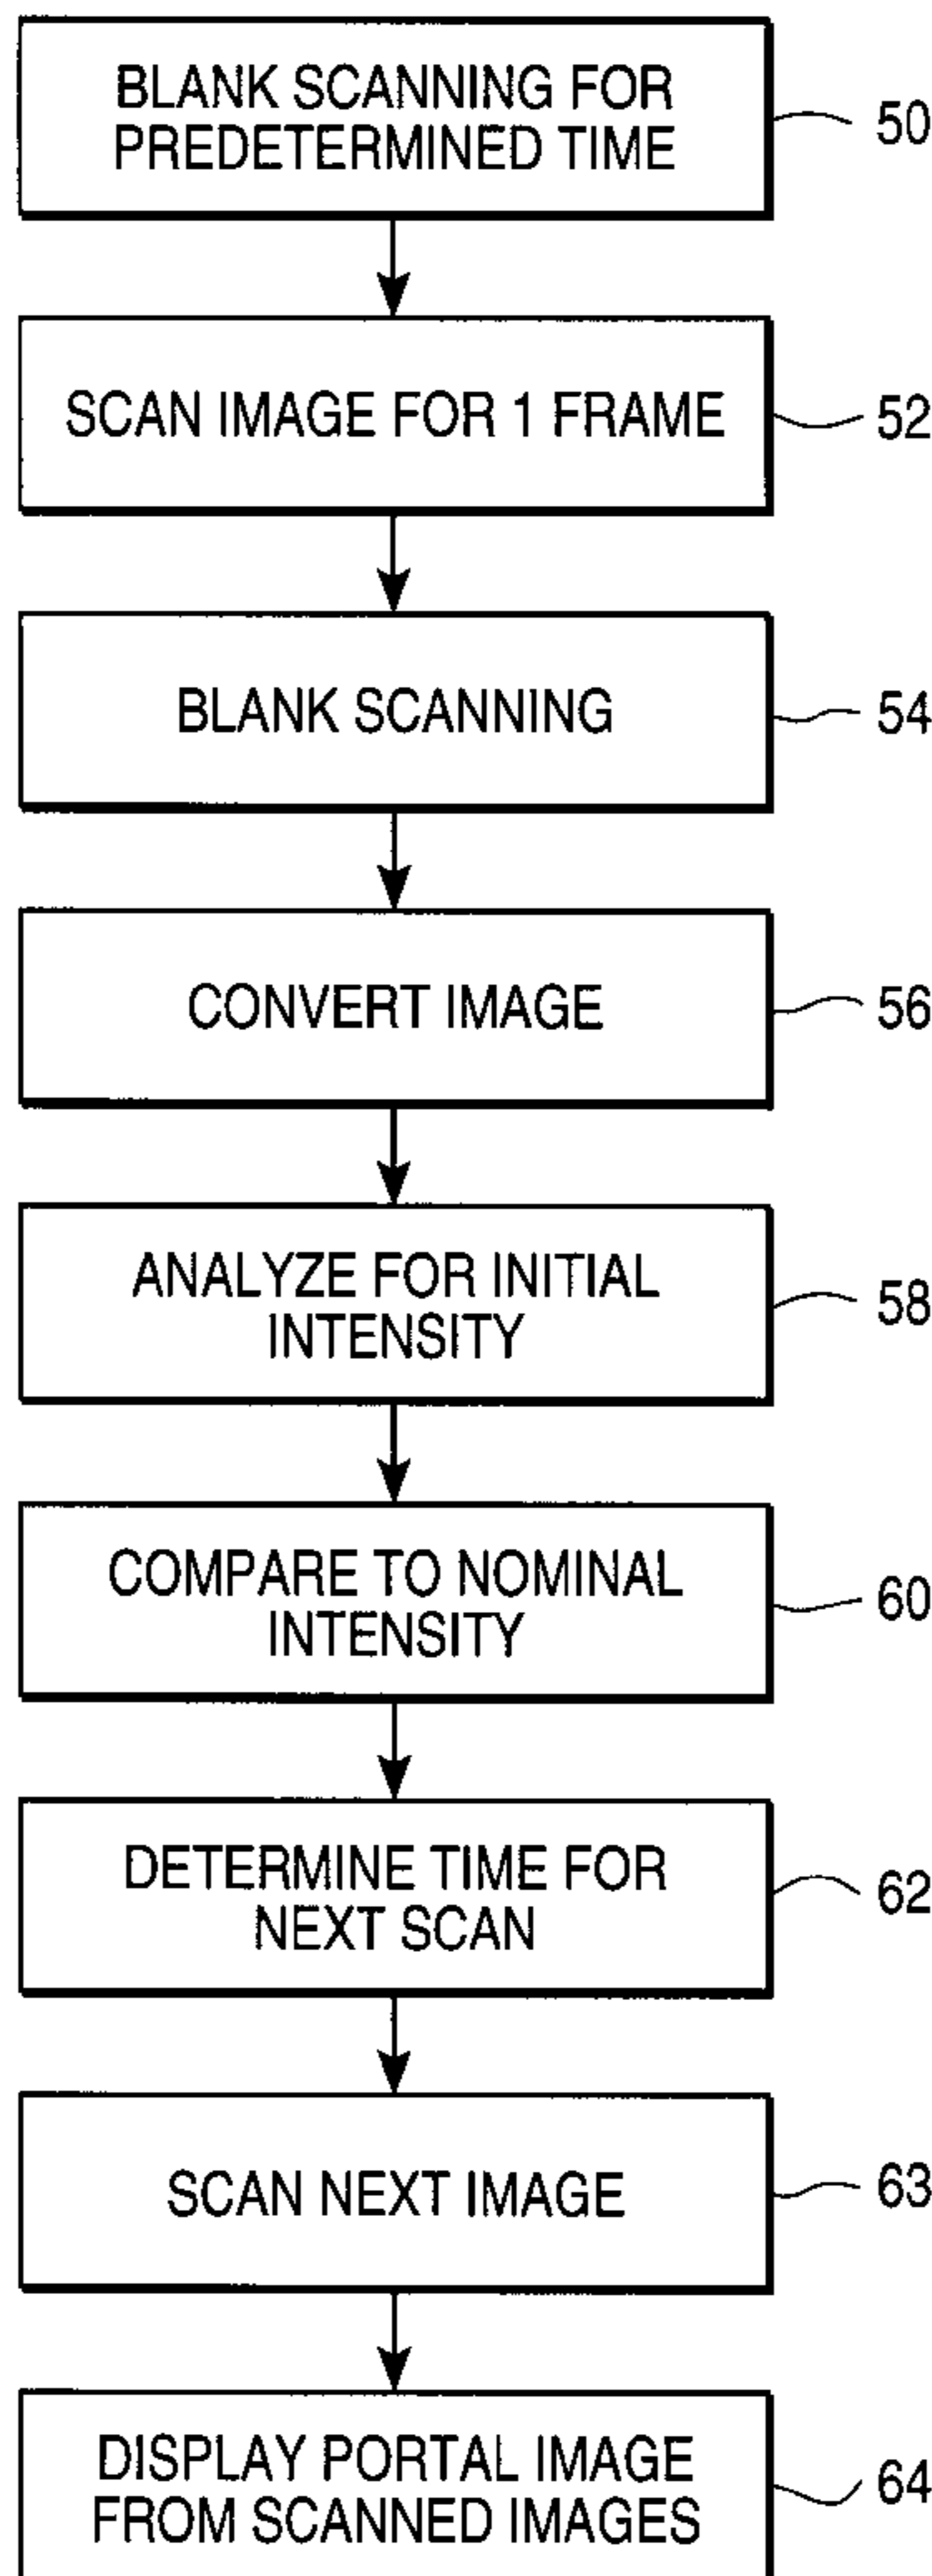 BLANK SCANNING FOR
PREDETERMINED TIME
50
SCAN IMAGE FOR 1 FRAME
52
BLANK SCANNING
54
CONVERT IMAGE
56
ANALYZE FOR INITIAL
INTENSITY
58
COMPARE TO NOMINAL
INTENSITY
60
DETERMINE TIME FOR
NEXT SCAN
62
SCAN NEXT IMAGE
63
DISPLAY PORTAL IMAGE
FROM SCANNED IMAGES
64